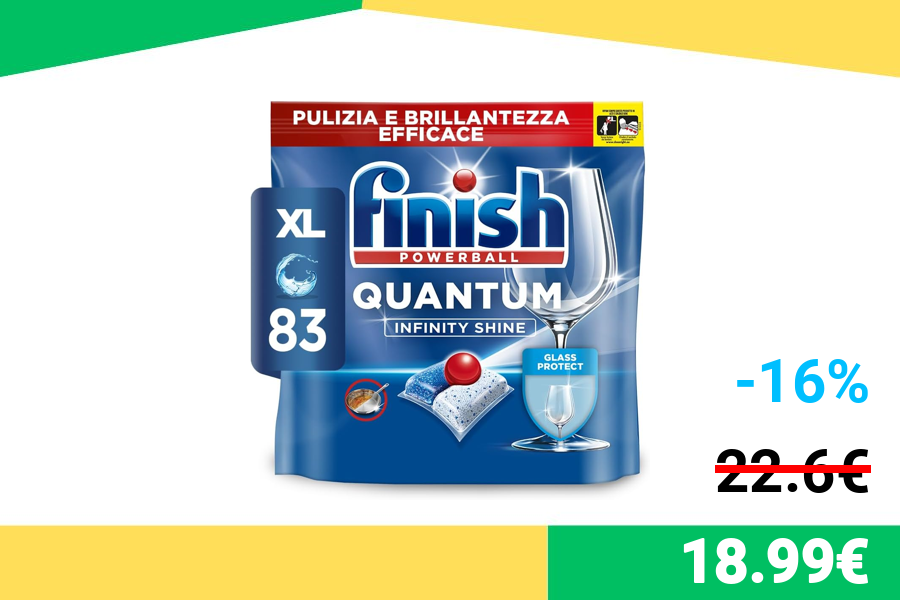 PULIZIA E BRILLANTEZZA
EFFICACE
finish
POWERBALL
XL
83
QUANTUM
INFINITY SHINE
GLASS
PROTECT
-16%
22.6€
18.99€